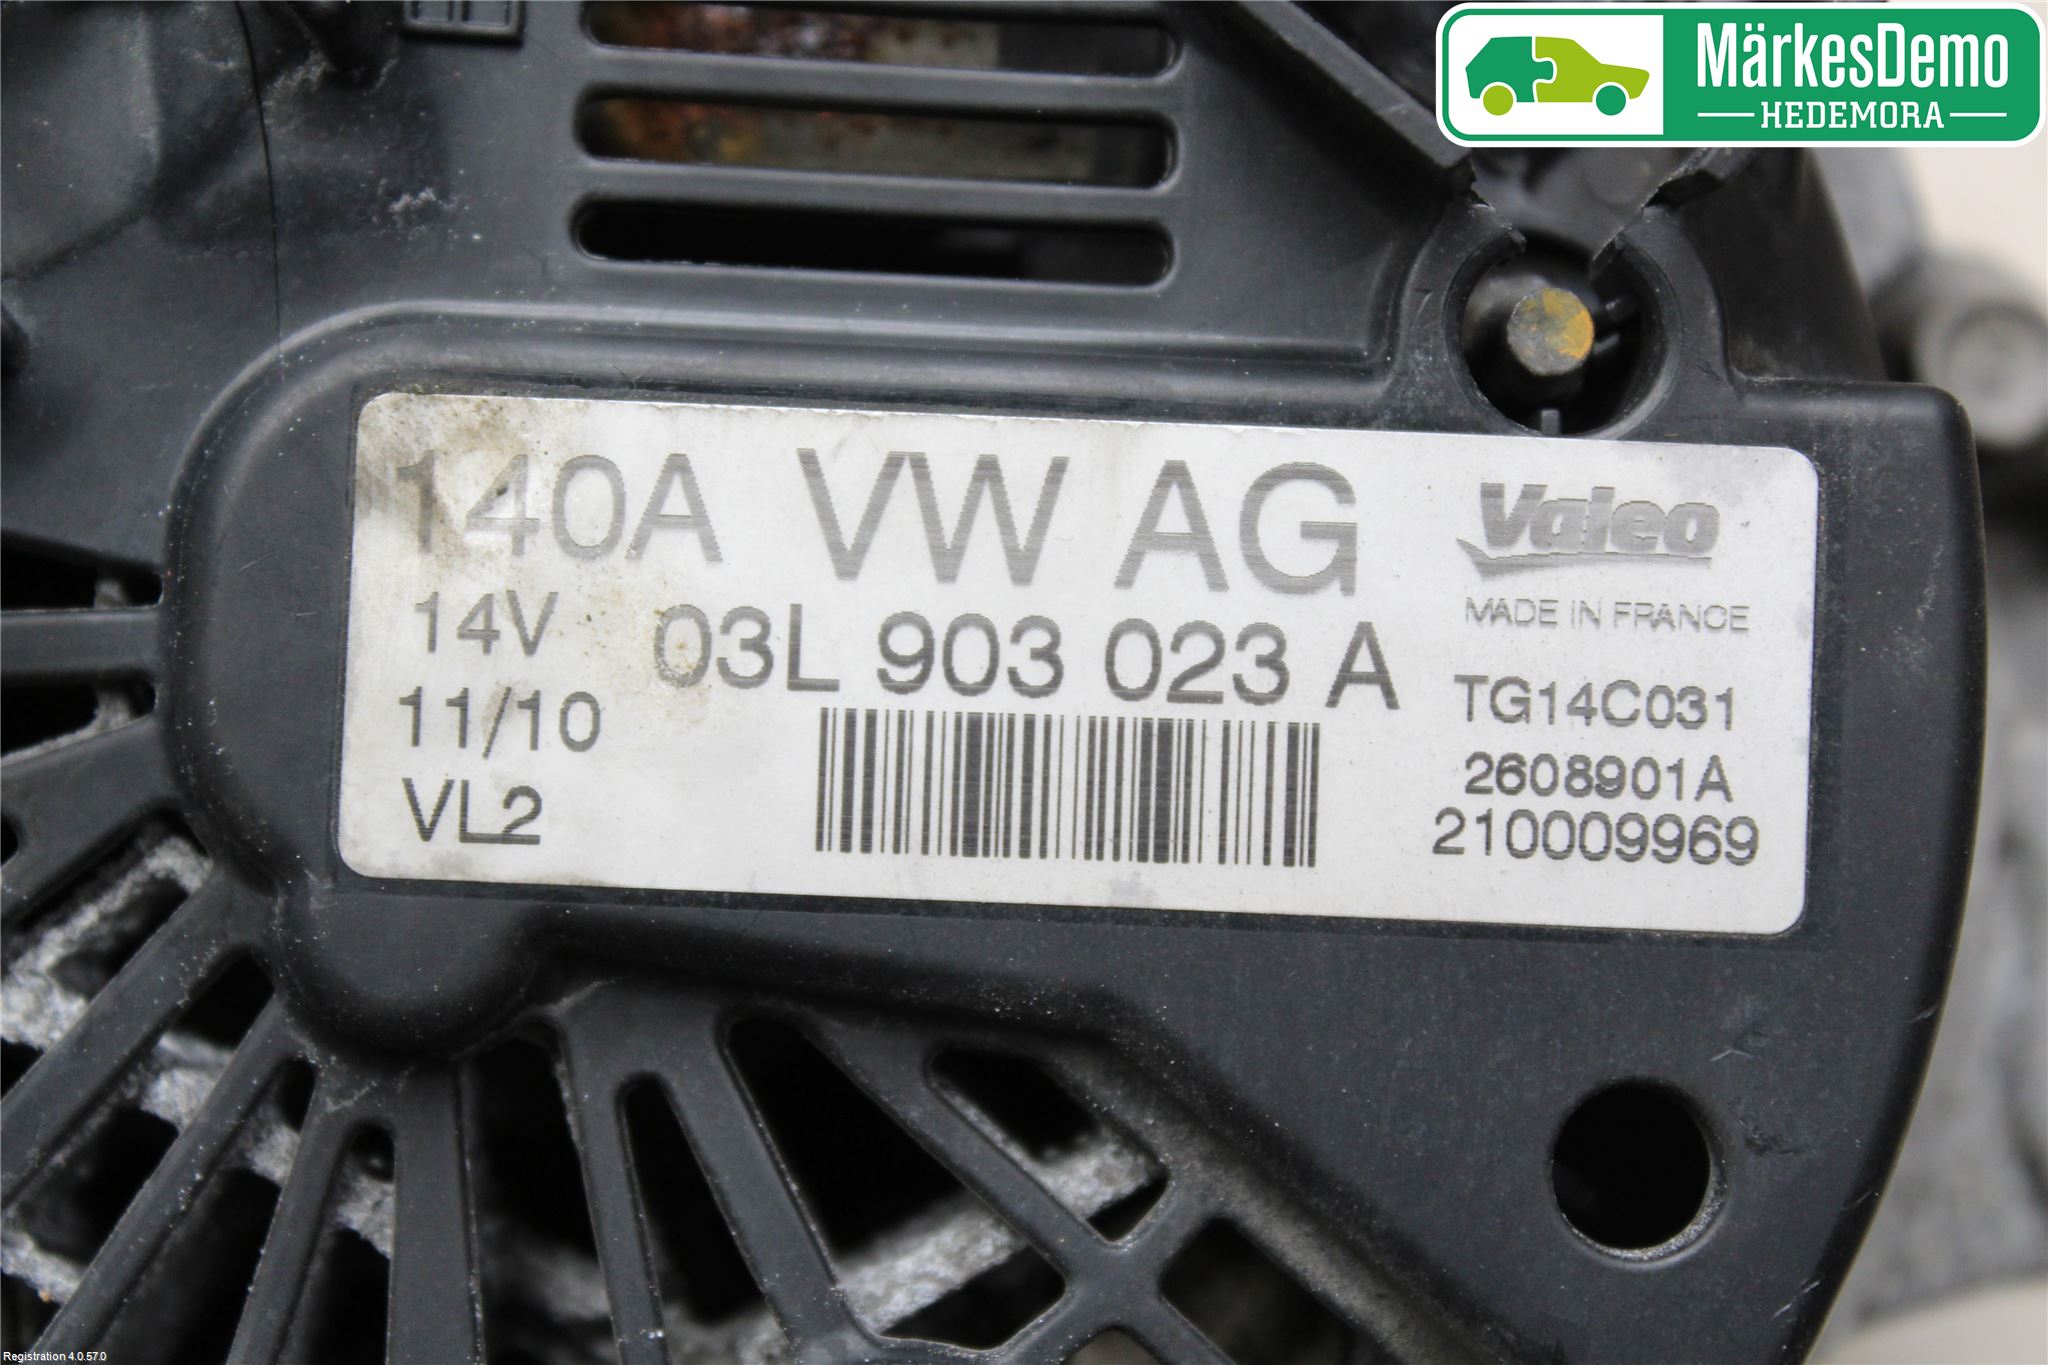 MärkesDemo
HEDEMORA
140A VW AG
14V 03L 903 023 A
11/10
VL2
Valeo
MADE IN FRANCE
TG14C031
2608901A
210009969
Registration 4.0.57.0